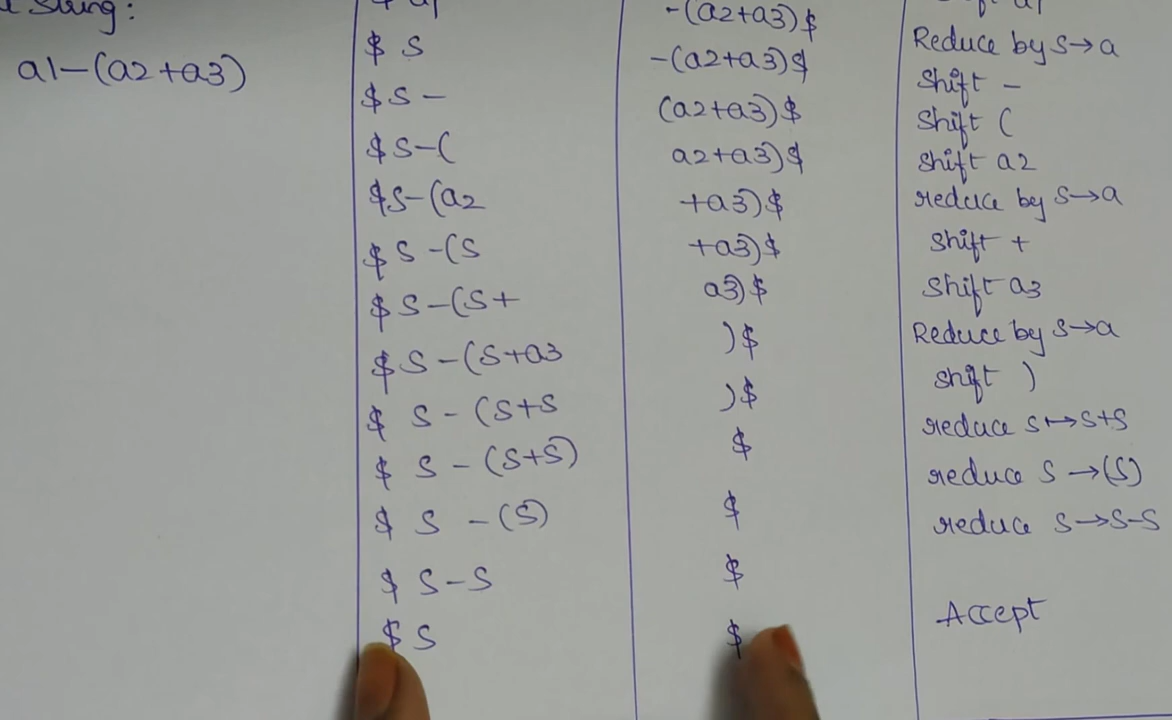 String:
a1-(a2+a3)
-(a2+a3)$
$ S -(a2+a3)$ Reduce by S→a
$ S - (a2+a3)$ Shift -
$ S-( a2+a3)$ Shift (
$S-(a2 +a3)$ Shift a2
$ S -(S +a3)$ reduce by S→a
$ S-(S+ a3)$ Shift +
$ S-(S+a3 )$ Shift a3
$ S - (S+S )$ Reduce by S→a
$ S - (S+S) $ shift )
$ S - (S) $ reduce S→S+S
$ S-S $ reduce S→(S)
$ S $ reduce S→S-S
Accept